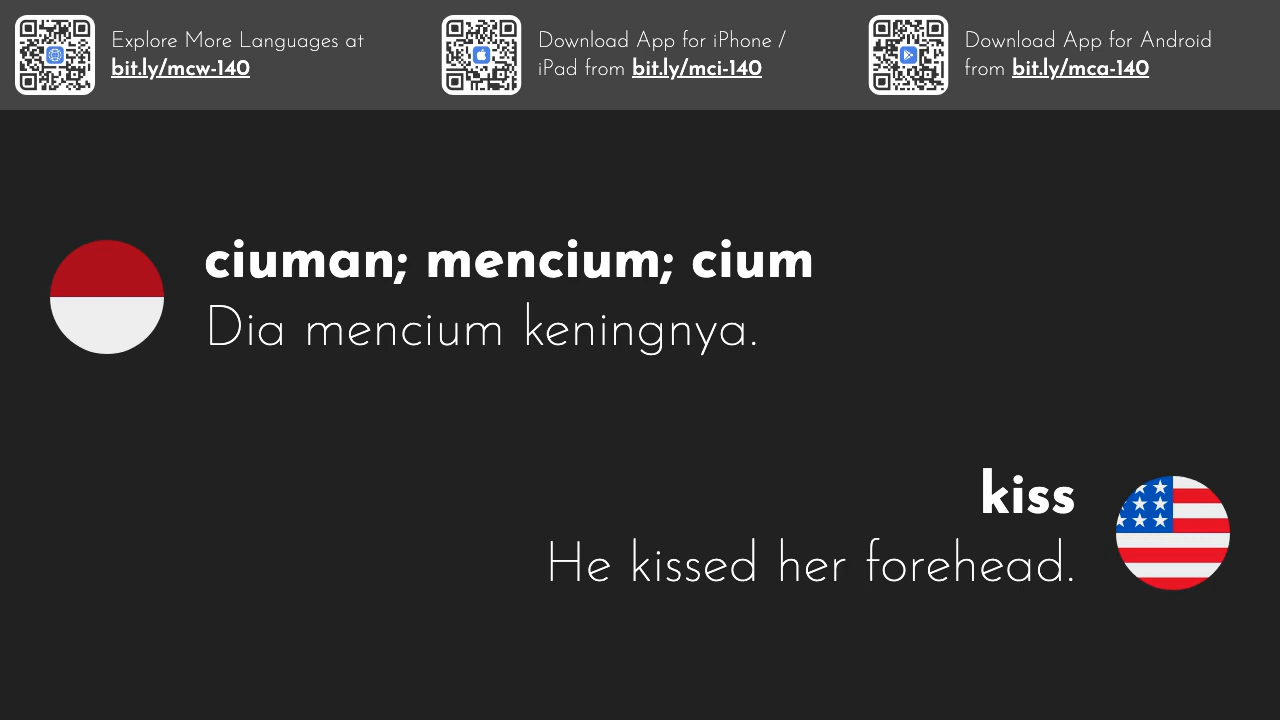 Explore More Languages at
bit.ly/mcw-140
Download App for iPhone /
iPad from bit.ly/mci-140
Download App for Android
from bit.ly/mca-140
ciuman; mencium; cium
Dia mencium keningnya.
kiss
He kissed her forehead.